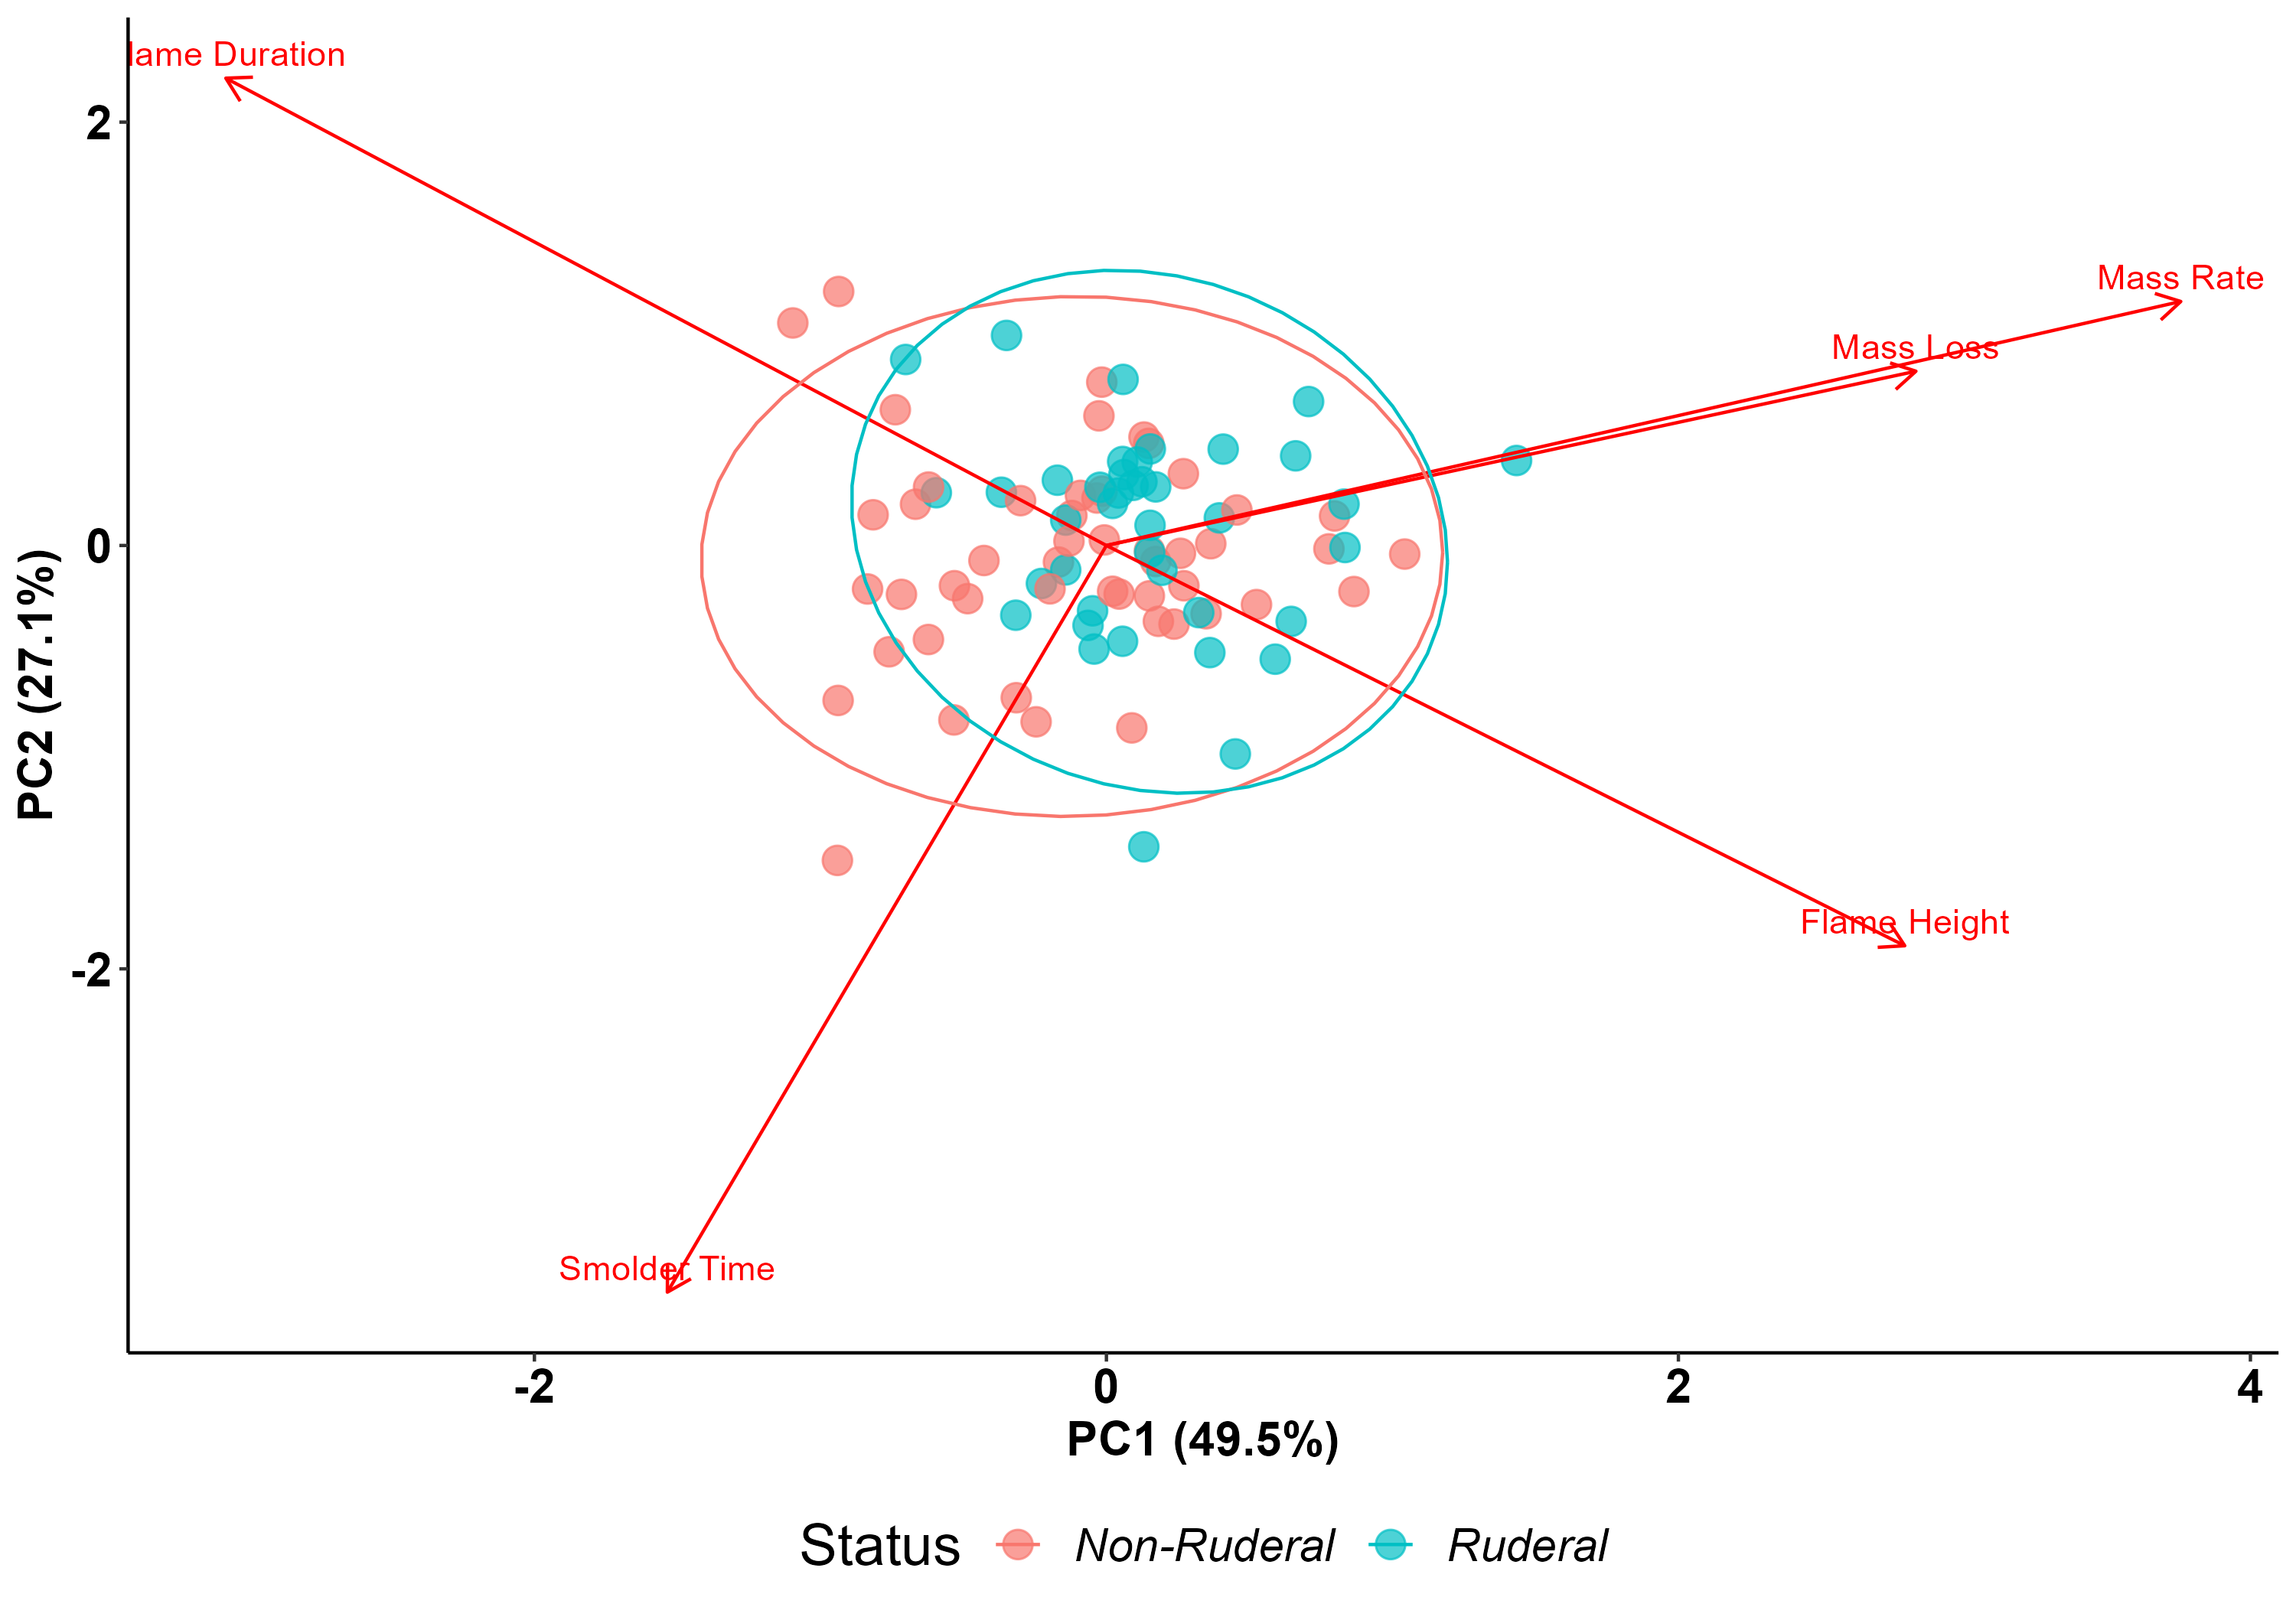 lame Duration
Mass Rate
Mass Loss
Flame Height
Smolder Time
2
0
-2
PC2 (27.1%)
-2
0
2
4
PC1 (49.5%)
Status
Non-Ruderal
Ruderal